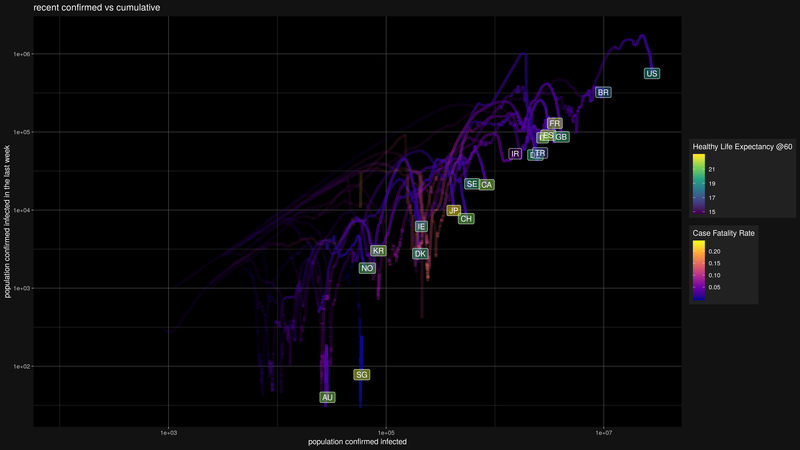 recent confirmed vs cumulative
population confirmed infected in the last week
1e+06
1e+05
1e+04
1e+03
1e+02
US
BR
FR
ES
GB
IR
TR
SE
CA
JP
CH
IE
KR
DK
NO
SG
AU
1e+03
1e+05
1e+07
population confirmed infected
Healthy Life Expectancy @60
21
19
17
15
Case Fatality Rate
0.20
0.15
0.10
0.05